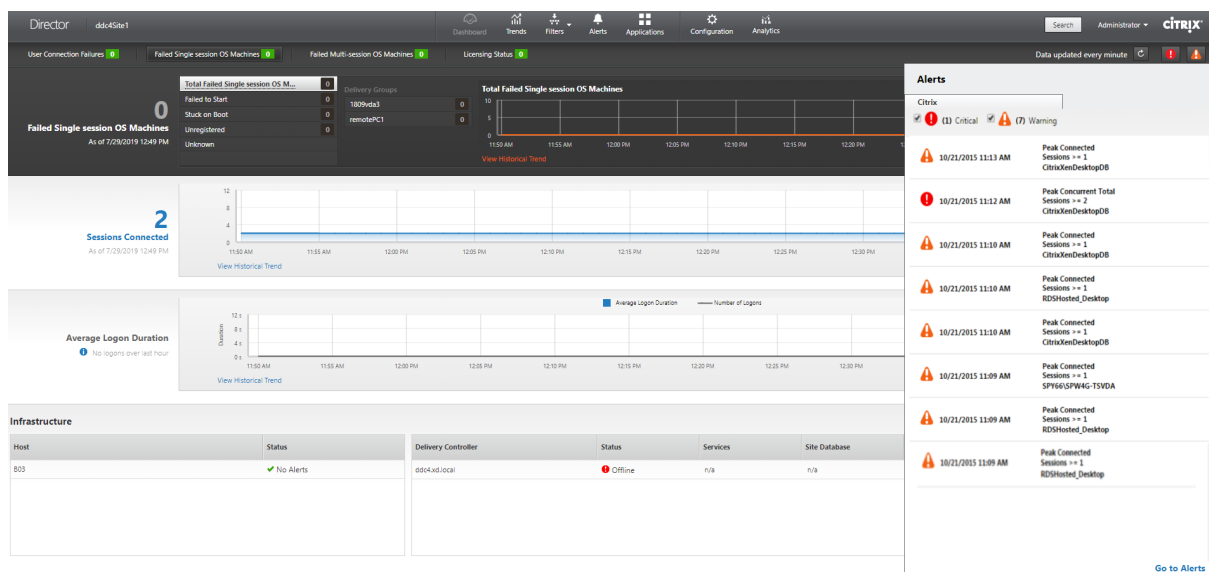 Director ddc4Site1 Dashboard Trends Filters Alerts Applications Configuration Analytics Search Administrator CITRIX
User Connection Failures 0 Failed Single session OS Machines 0 Failed Multi-session OS Machines 0 Licensing Status 0 Data updated every minute
0
Failed Single session OS Machines
As of 7/29/2019 12:49 PM
Total Failed Single session OS M... 0
Failed to Start 0
Stuck on Boot 0
Unregistered 0
Unknown
Delivery Groups
1809vda3 0
remotePC1 0
Total Failed Single session OS Machines
10
5
0
11:50 AM 11:55 AM 12:00 PM 12:05 PM 12:10 PM 12:15 PM 12:20 PM
View Historical Trend
2
Sessions Connected
As of 7/29/2019 12:49 PM
12
8
4
0
11:50 AM 11:55 AM 12:00 PM 12:05 PM 12:10 PM 12:15 PM 12:20 PM 12:25 PM 12:30 PM
View Historical Trend
Average Logon Duration
No logons over last hour
Average Logon Duration Number of Logons
Duration
12 s
8 s
4 s
0 s
11:50 AM 11:55 AM 12:00 PM 12:05 PM 12:10 PM 12:15 PM 12:20 PM 12:25 PM 12:30 PM
View Historical Trend
Infrastructure
Host Status
803 No Alerts
Delivery Controller Status Services Site Database
ddc4.xd.local Offline n/a n/a
Alerts
Citrix
(1) Critical (7) Warning
10/21/2015 11:13 AM
Peak Connected
Sessions >= 1
CitrixXenDesktopDB
10/21/2015 11:12 AM
Peak Concurrent Total
Sessions >= 2
CitrixXenDesktopDB
10/21/2015 11:10 AM
Peak Connected
Sessions >= 1
CitrixXenDesktopDB
10/21/2015 11:10 AM
Peak Connected
Sessions >= 1
RDSHosted_Desktop
10/21/2015 11:10 AM
Peak Connected
Sessions >= 1
CitrixXenDesktopDB
10/21/2015 11:09 AM
Peak Connected
Sessions >= 1
SPY66\SPW4G-TSVDA
10/21/2015 11:09 AM
Peak Connected
Sessions >= 1
RDSHosted_Desktop
10/21/2015 11:09 AM
Peak Connected
Sessions >= 1
RDSHosted_Desktop
Go to Alerts